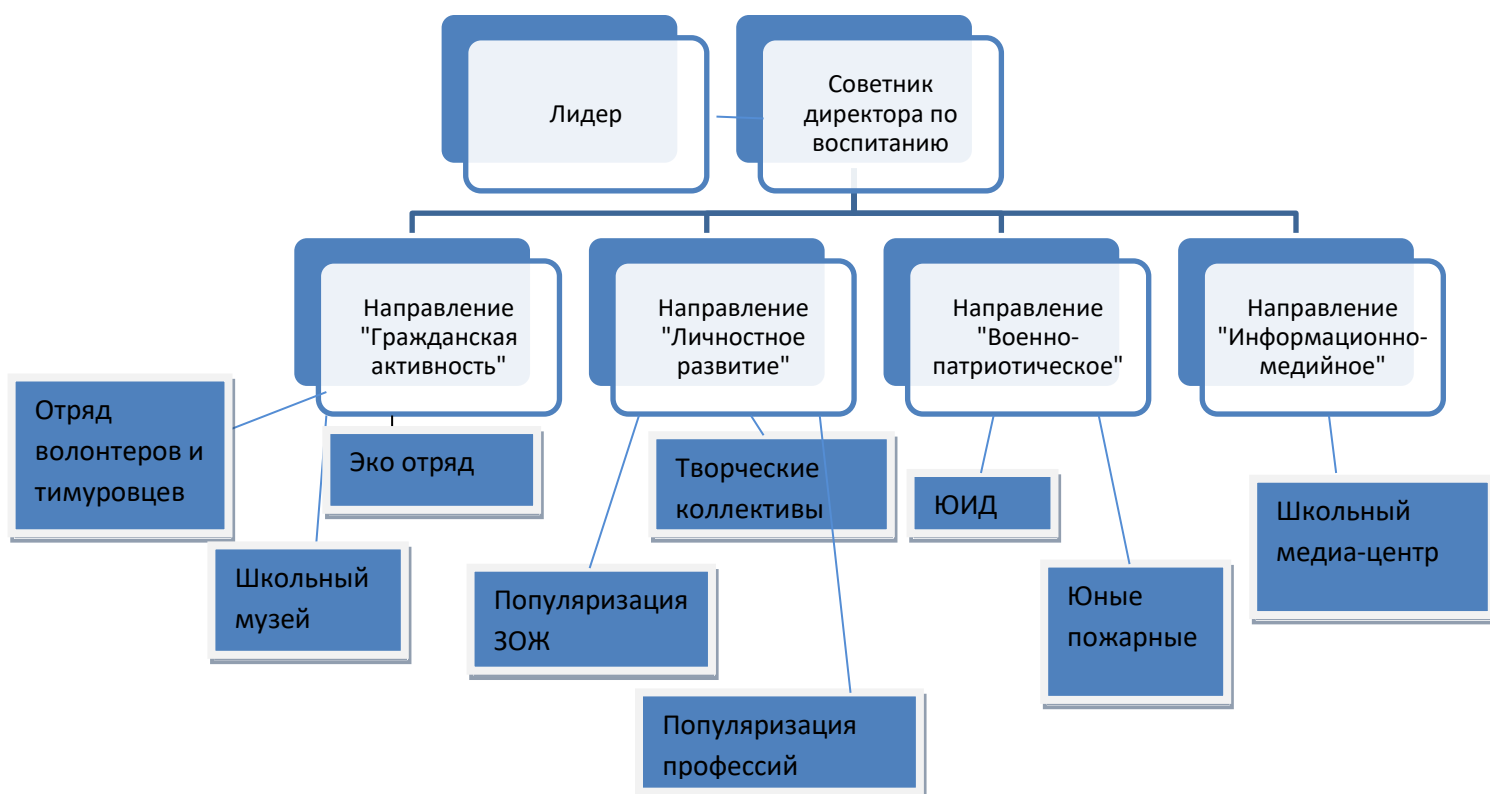 Лидер
Советник
директора по
воспитанию
Направление
"Гражданская
активность"
Направление
"Личностное
развитие"
Направление
"Военно-
патриотическое"
Направление
"Информационно-
медийное"
Отряд
волонтеров и
тимуровцев
Эко отряд
Школьный
музей
Творческие
коллективы
Популяризация
ЗОЖ
Популяризация
профессий
ЮИД
Юные
пожарные
Школьный
медиа-центр